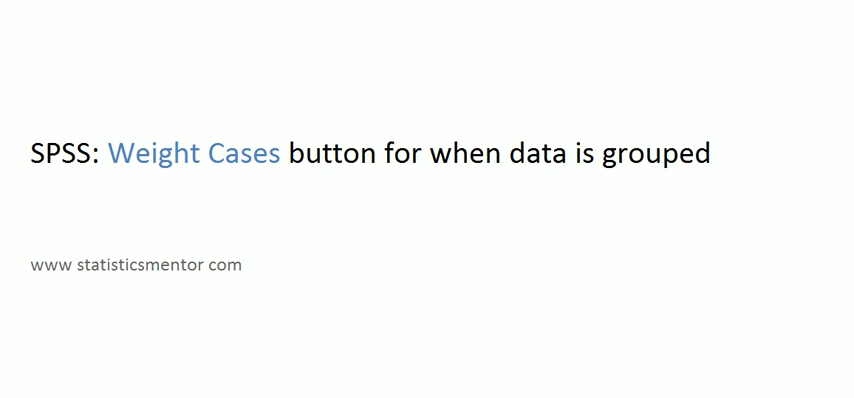 SPSS: Weight Cases button for when data is grouped
www statisticsmentor com